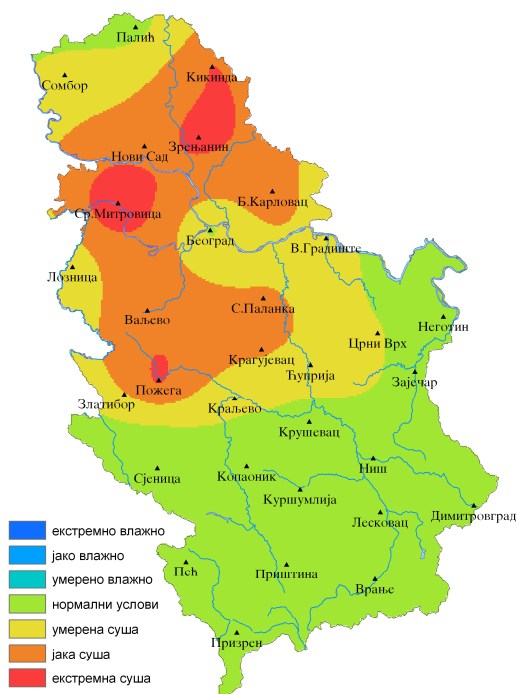 Палић
Кикинда
Сомбор
Зрењанин
Нови Сад
Б.Карловац
Ср.Митровица
Београд
В.Градиште
Лозница
С.Паланка
Ваљево
Неготин
Црни Врх
Крагујевац
Ћуприја
Зајечар
Пожега
Златибор
Краљево
Крушевац
Ниш
Сјеница
Копаоник
Куршумлија
Лесковац
Димитровград
Пећ
Приштина
Врање
Призрен
екстремно влажно
јако влажно
умерено влажно
нормални услови
умерена суша
јака суша
екстремна суша